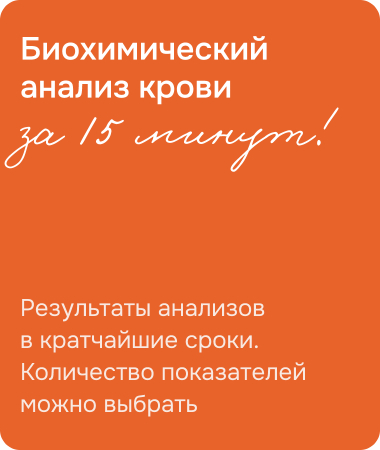 Биохимический
анализ крови
за 15 минут!
Результаты анализов
в кратчайшие сроки.
Количество показателей
можно выбрать